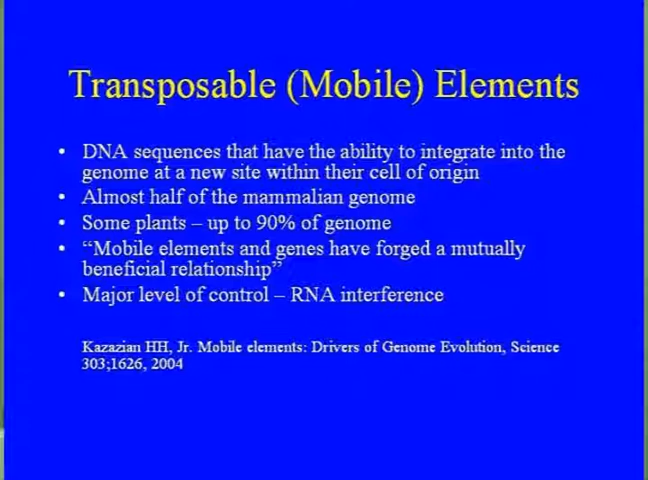 Transposable (Mobile) Elements
• DNA sequences that have the ability to integrate into the
genome at a new site within their cell of origin
• Almost half of the mammalian genome
• Some plants – up to 90% of genome
• “Mobile elements and genes have forged a mutually
beneficial relationship”
• Major level of control – RNA interference
Kazazian HH, Jr. Mobile elements: Drivers of Genome Evolution, Science
303;1626, 2004